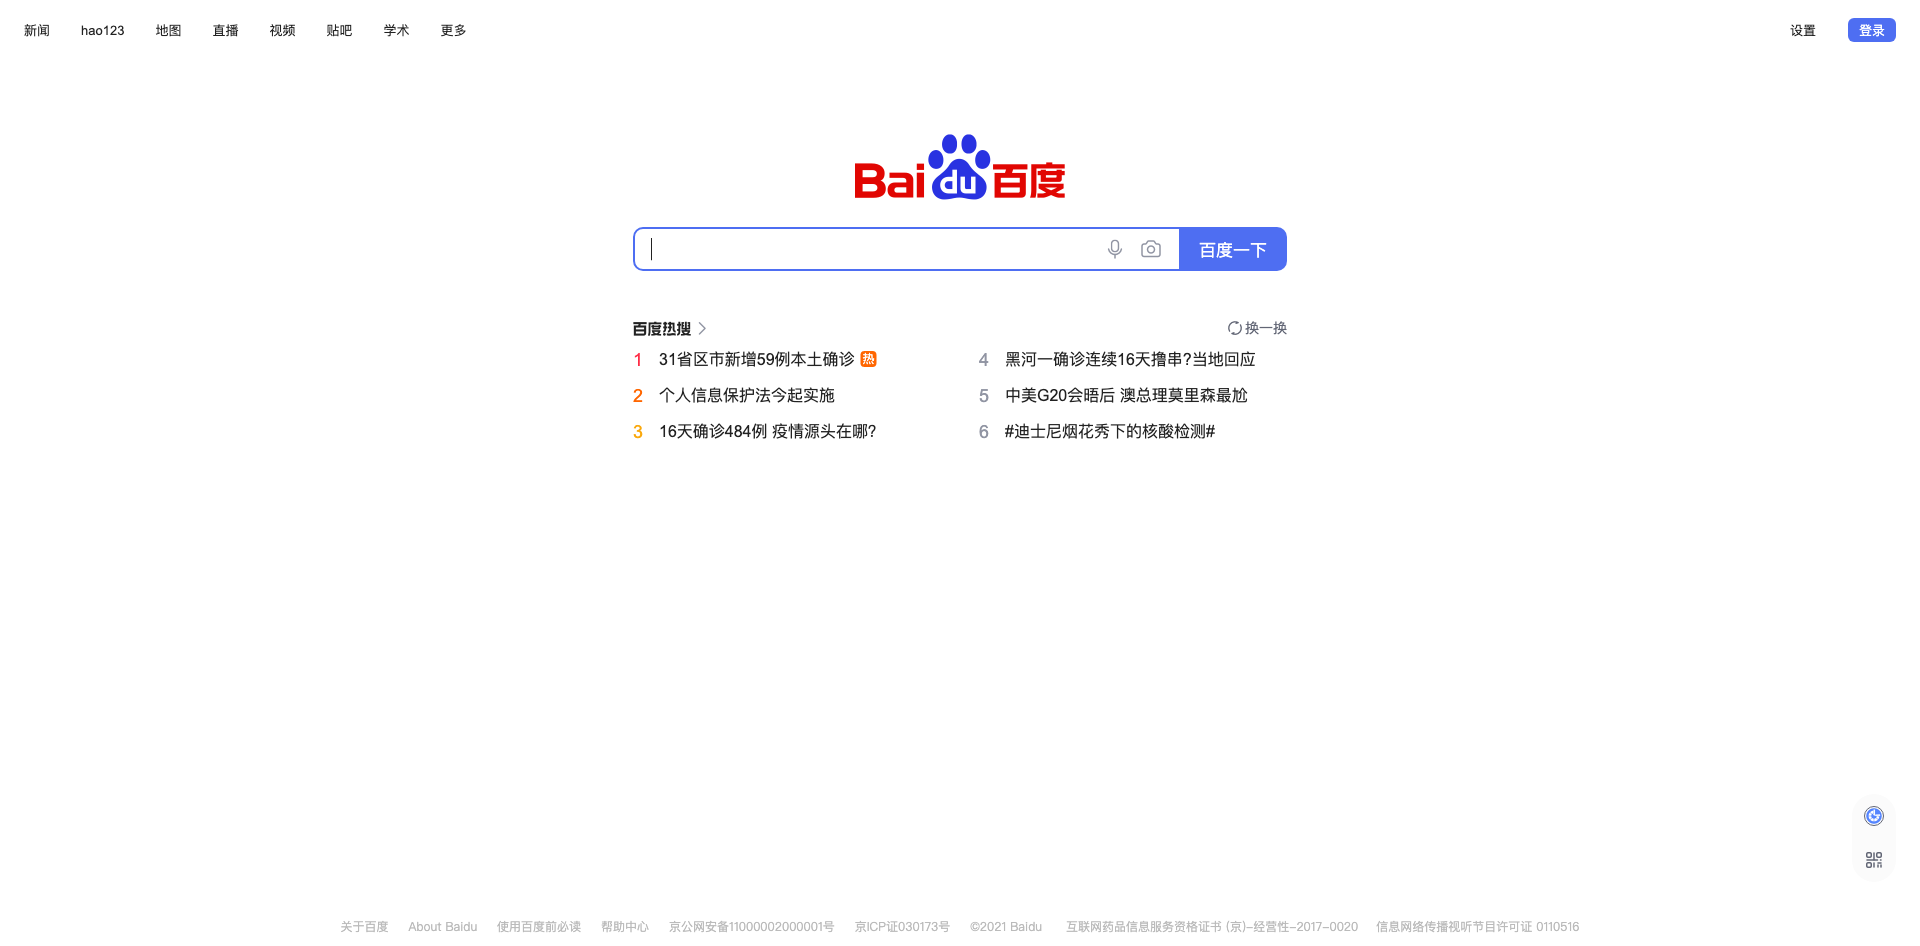 新闻 hao123 地图 直播 视频 贴吧 学术 更多 设置 登录
Bai du 百度
百度一下
百度热搜 换一换
1 31省区市新增59例本土确诊 热
2 个人信息保护法今起实施
3 16天确诊484例 疫情源头在哪?
4 黑河一确诊连续16天撸串?当地回应
5 中美G20会晤后 澳总理莫里森最尬
6 #迪士尼烟花秀下的核酸检测#
关于百度 About Baidu 使用百度前必读 帮助中心 京公网安备11000002000001号 京ICP证030173号 ©2021 Baidu 互联网药品信息服务资格证书 (京)-经营性-2017-0020 信息网络传播视听节目许可证 0110516